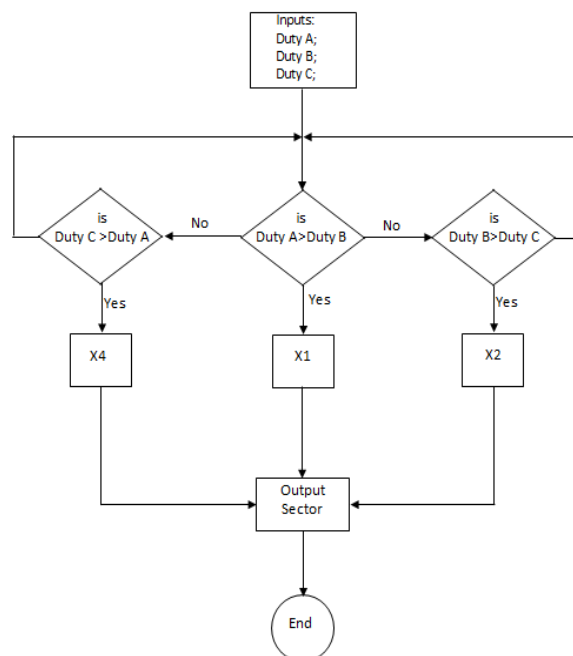 Inputs:
Duty A;
Duty B;
Duty C;
is
Duty C >Duty A
No
is
Duty A>Duty B
No
is
Duty B>Duty C
Yes
Yes
Yes
X4
X1
X2
Output
Sector
End